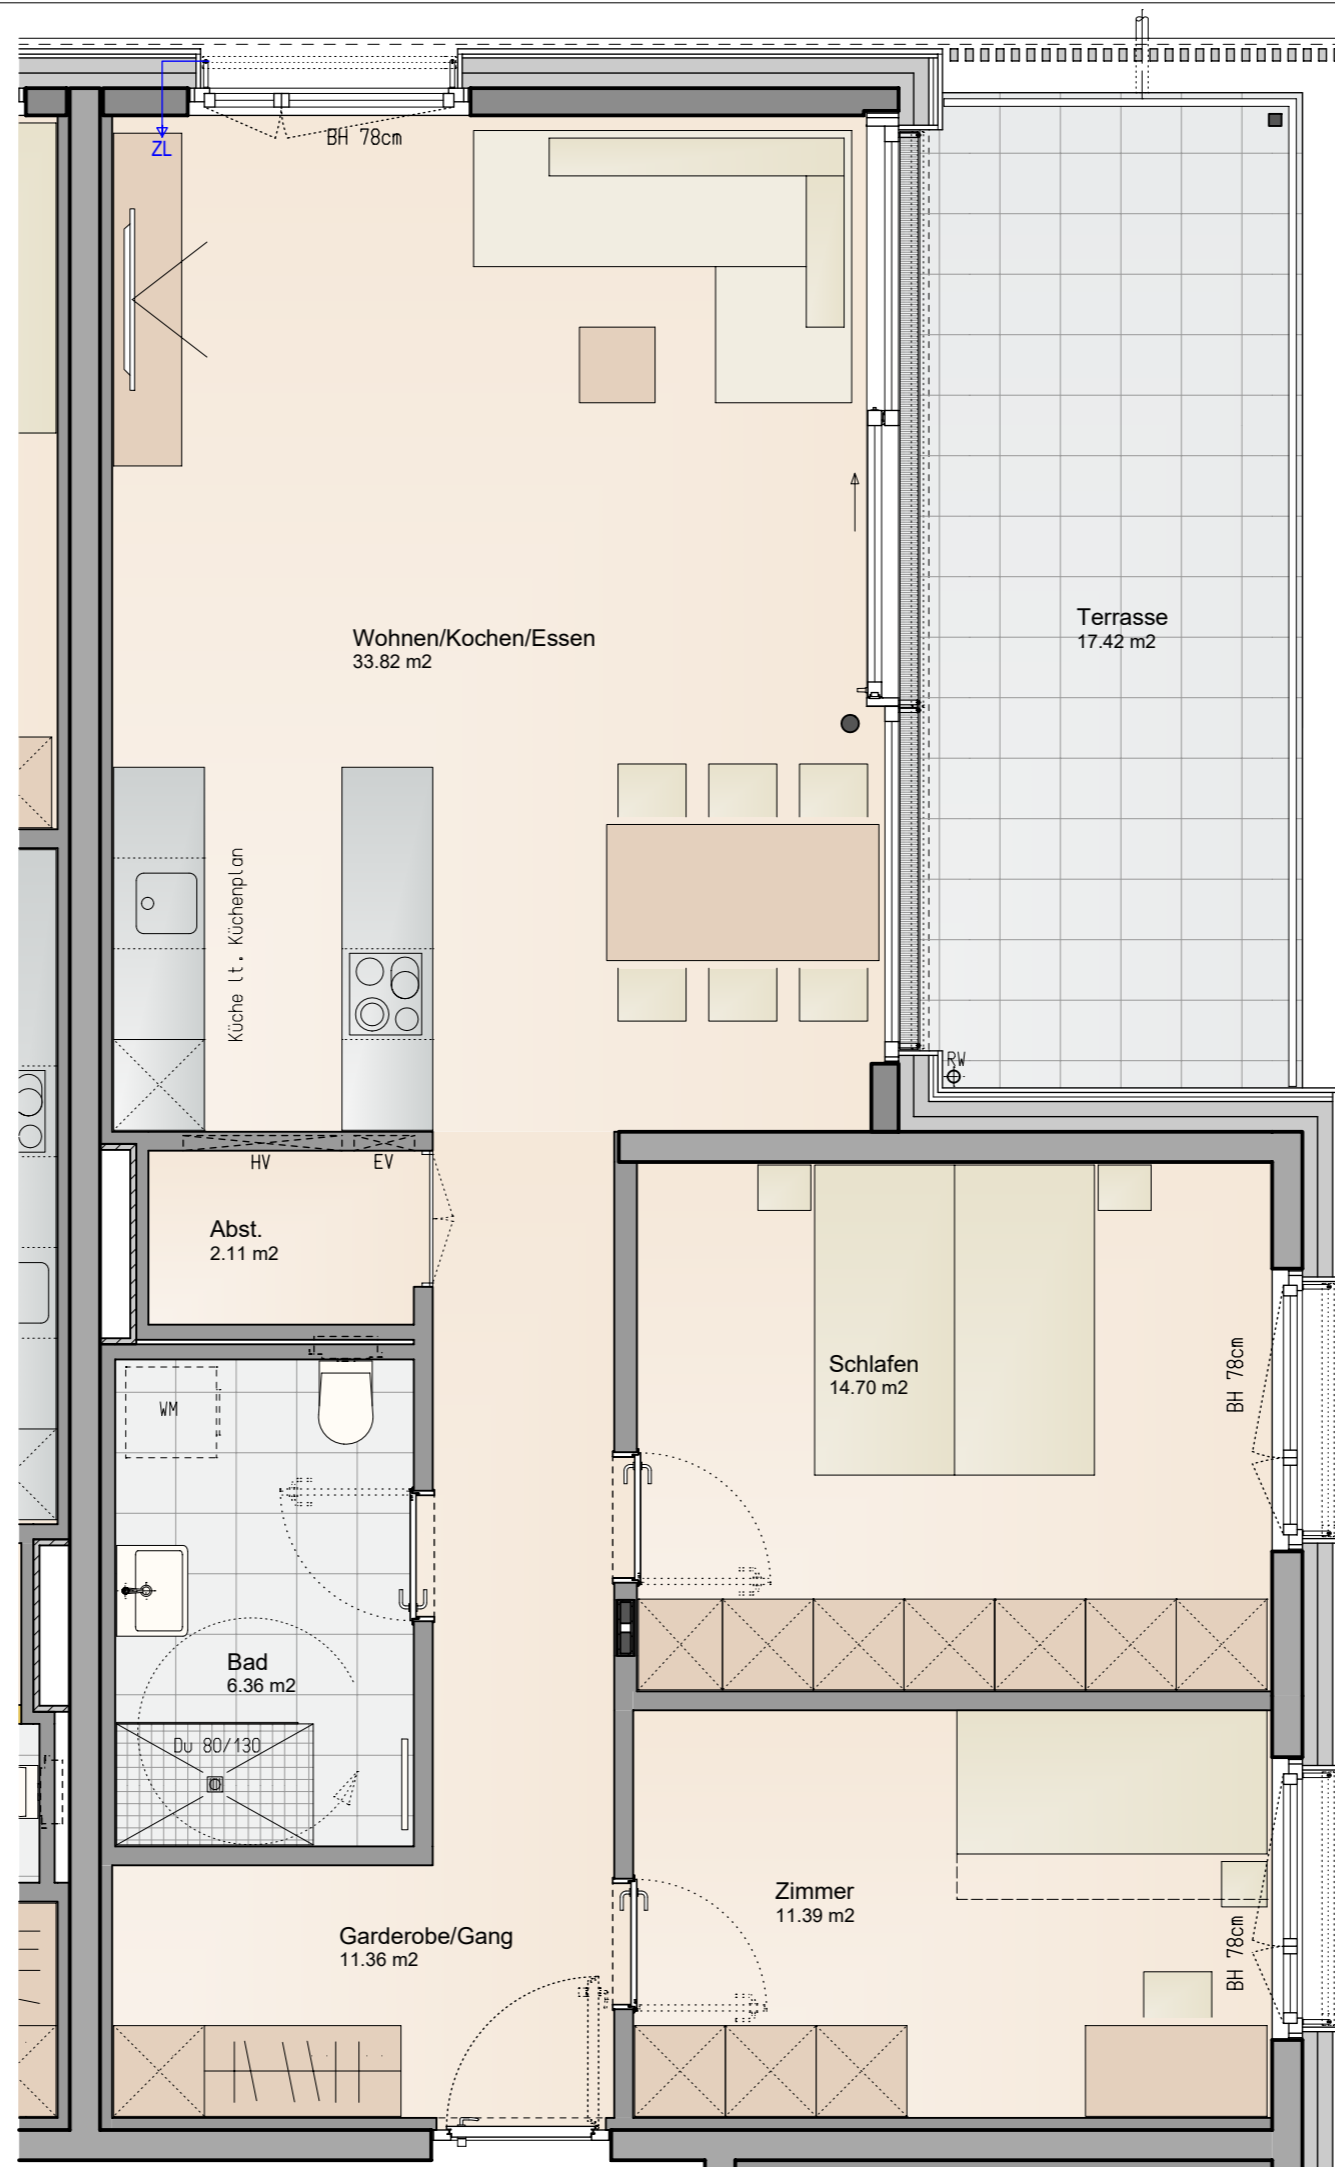 ZL
BH 78cm
Wohnen/Kochen/Essen
33.82 m2
Terrasse
17.42 m2
Küche lt. Küchenplan
RW
HV
EV
Abst.
2.11 m2
Schlafen
14.70 m2
BH 78cm
WM
Bad
6.36 m2
Du 80/130
Zimmer
11.39 m2
BH 78cm
Garderobe/Gang
11.36 m2